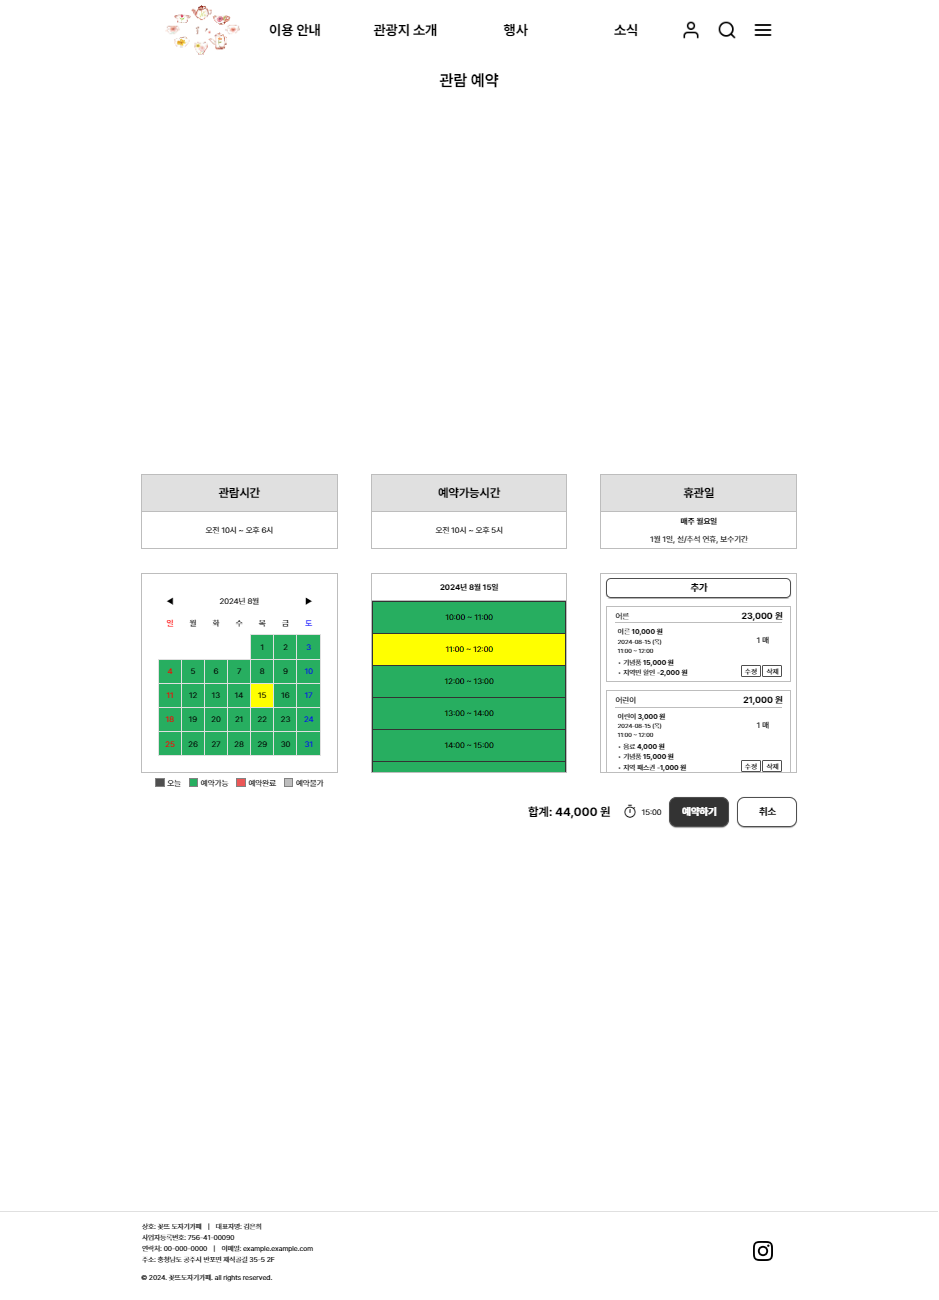 이용 안내
관광지 소개
행사
소식
관람 예약
관람시간
오전 10시 ~ 오후 6시
예약가능시간
오전 10시 ~ 오후 5시
휴관일
매주 월요일
1월 1일, 설/추석 연휴, 보수기간
◀ 2024년 8월 ▶
일 월 화 수 목 금 토
1 2 3
4 5 6 7 8 9 10
11 12 13 14 15 16 17
18 19 20 21 22 23 24
25 26 27 28 29 30 31
오늘 예약가능 예약완료 예약불가
2024년 8월 15일
10:00 ~ 11:00
11:00 ~ 12:00
12:00 ~ 13:00
13:00 ~ 14:00
14:00 ~ 15:00
추가
어른 23,000 원
어른 10,000 원
2024-08-15 (목)
11:00 ~ 12:00
1 매
• 기념품 15,000 원
• 지역민 할인 -2,000 원
수정 삭제
어린이 21,000 원
어린이 3,000 원
2024-08-15 (목)
11:00 ~ 12:00
1 매
• 음료 4,000 원
• 기념품 15,000 원
• 지역 패스권 -1,000 원
수정 삭제
합계: 44,000 원
15:00
예약하기
취소
상호: 꽃뜨 도자기카페 | 대표자명: 김은희
사업자등록번호: 756-41-00090
연락처: 00-000-0000 | 이메일: example.example.com
주소: 충청남도 공주시 반포면 제석골길 35-5 2F
© 2024. 꽃뜨도자기카페. all rights reserved.